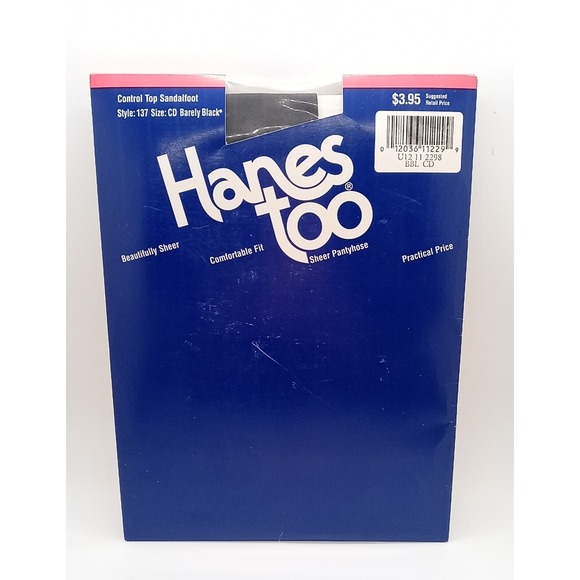 Control Top Sandalfoot
Style: 137 Size: CD Barely Black*
$3.95 Suggested Retail Price
0 12036 11229 9
U12 11 2298
BBL CD
Hanes
too®
Beautifully Sheer
Comfortable Fit
Sheer Pantyhose
Practical Price